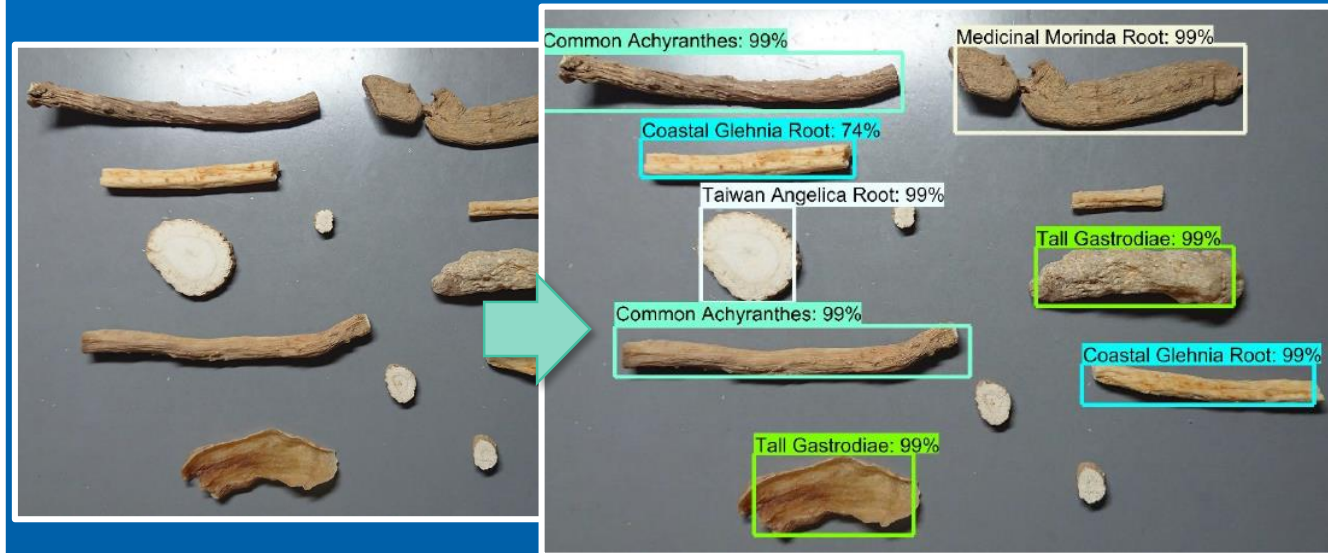 Common Achyranthes: 99%
Medicinal Morinda Root: 99%
Coastal Glehnia Root: 74%
Taiwan Angelica Root: 99%
Tall Gastrodiae: 99%
Common Achyranthes: 99%
Coastal Glehnia Root: 99%
Tall Gastrodiae: 99%